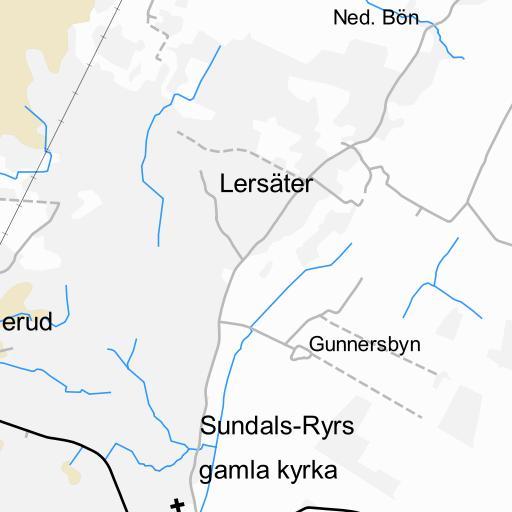 Ned. Bön
Lersäter
erud
Gunnersbyn
Sundals-Ryrs
gamla kyrka